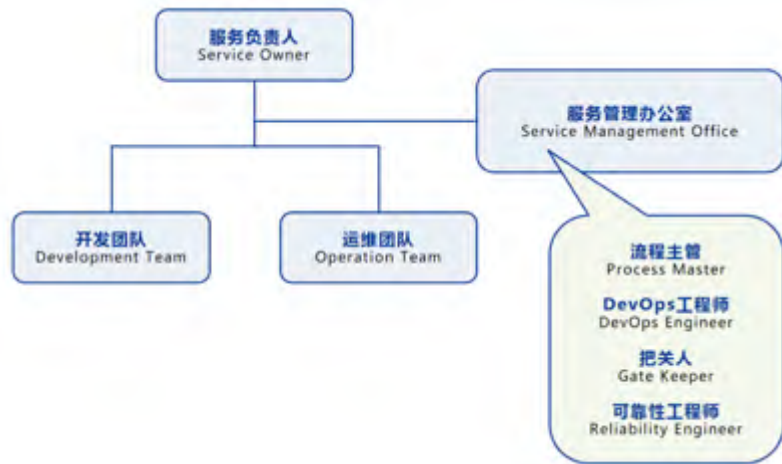 服务负责人
Service Owner
服务管理办公室
Service Management Office
开发团队
Development Team
运维团队
Operation Team
流程主管
Process Master
DevOps工程师
DevOps Engineer
把关人
Gate Keeper
可靠性工程师
Reliability Engineer